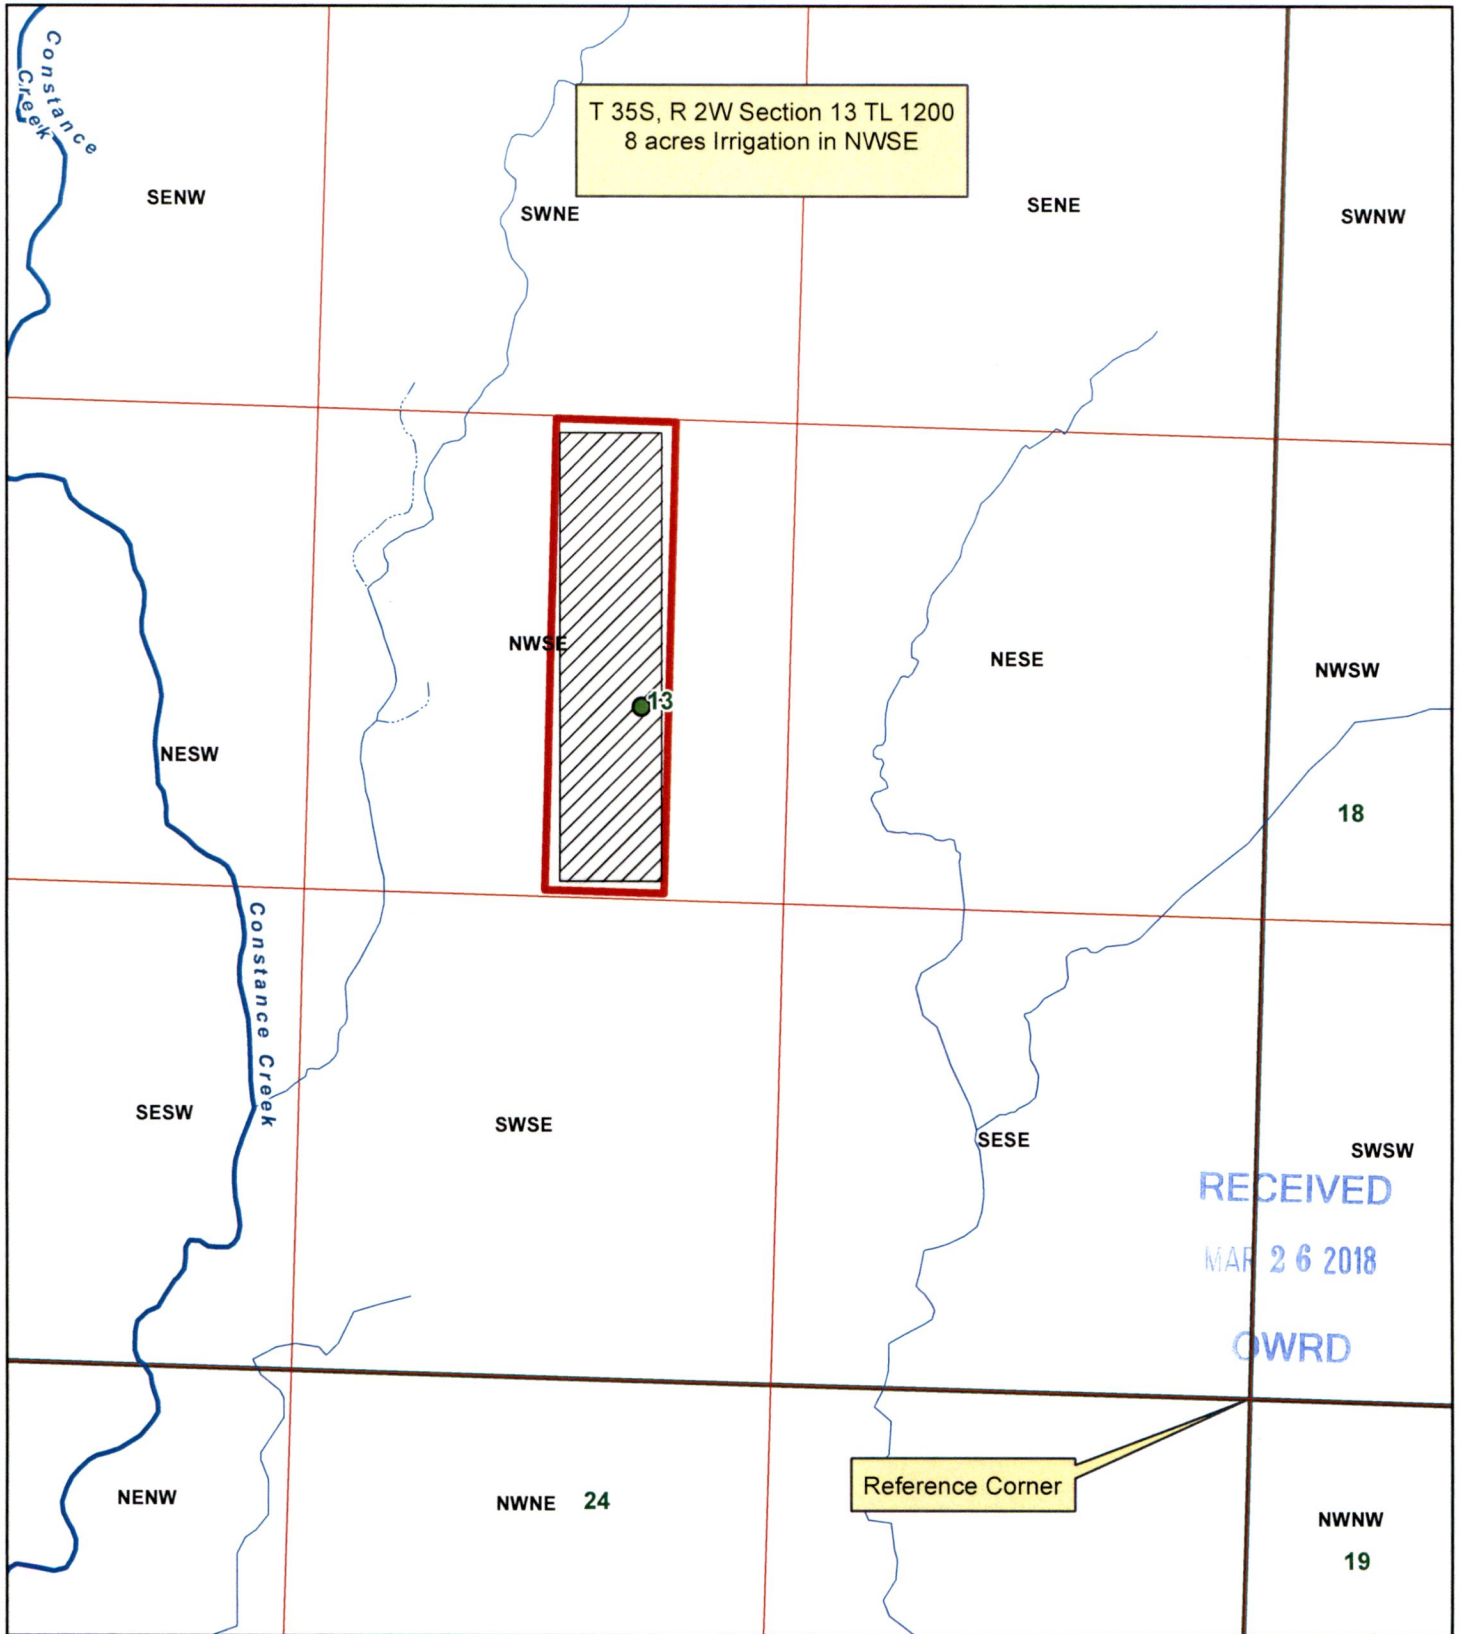 Constance
Creek
T 35S, R 2W Section 13 TL 1200
8 acres Irrigation in NWSE
SENW
SWNE
SENE
SWNW
NWSE
NESE
NWSW
13
NESW
18
Constance Creek
SESW
SWSE
SESE
SWSW
RECEIVED
MAR 26 2018
OWRD
Reference Corner
NENW
NWNE 24
NWNW
19